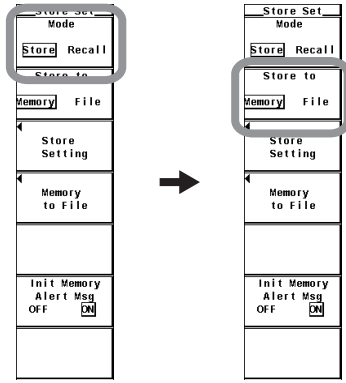 Store Set
Mode
Store Recall
Store to
Memory File
Store
Setting
Memory
to File
Init Memory
Alert Msg
OFF ON
Store Set
Mode
Store Recall
Store to
Memory File
Store
Setting
Memory
to File
Init Memory
Alert Msg
OFF ON